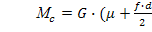 M_c = G · (μ + (f·d)/2